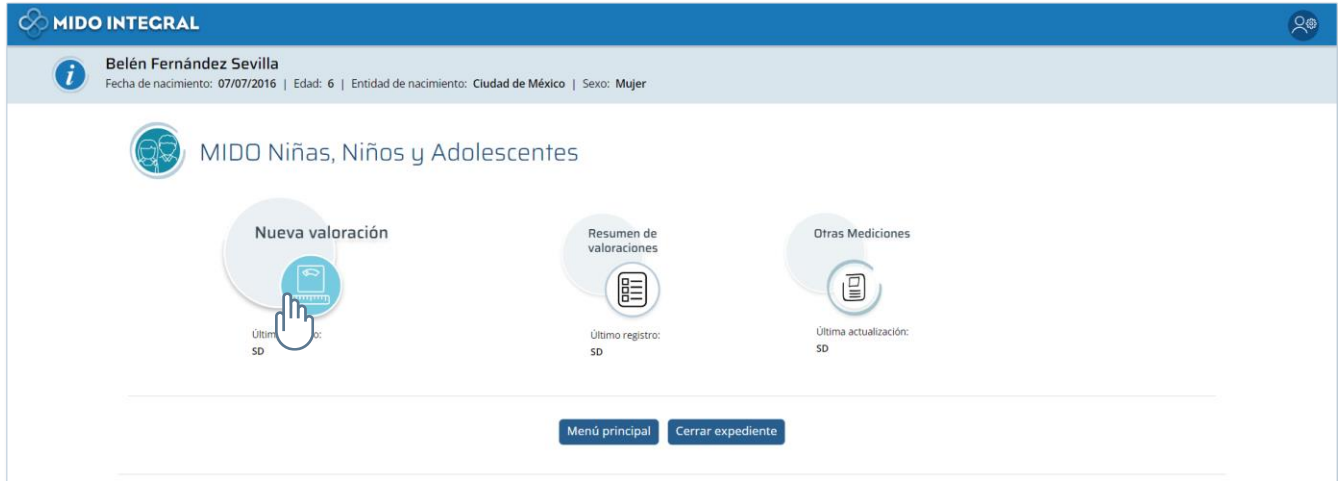 MIDO INTEGRAL
Belén Fernández Sevilla
Fecha de nacimiento: 07/07/2016 | Edad: 6 | Entidad de nacimiento: Ciudad de México | Sexo: Mujer
MIDO Niñas, Niños y Adolescentes
Nueva valoración
SD
Resumen de
valoraciones
Último registro:
SD
Otras Mediciones
Última actualización:
SD
Menú principal
Cerrar expediente